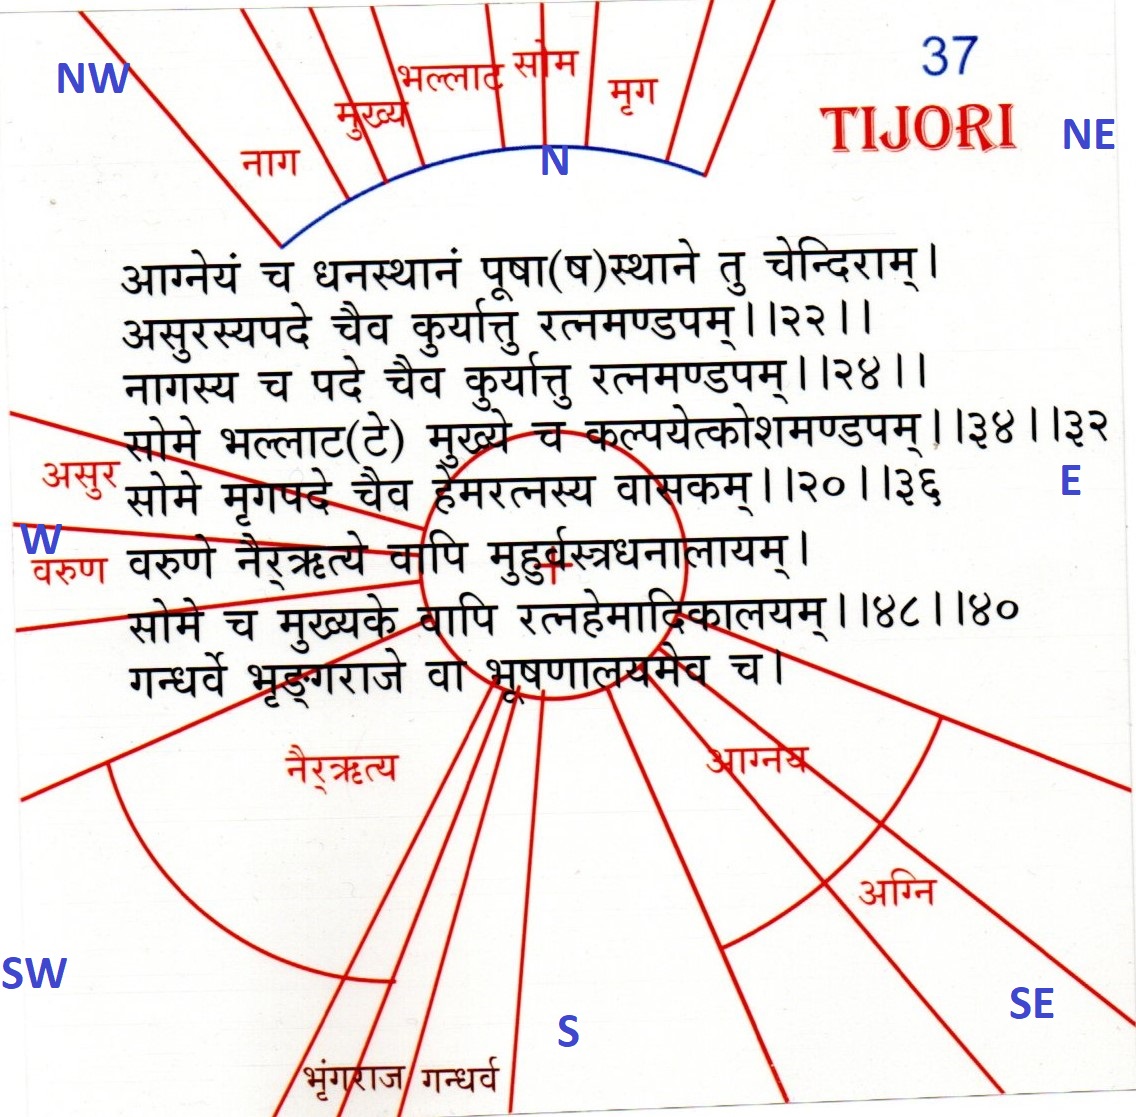 37
TIJORI
NW
NE
N
नाग
मुख्य
भल्लाट
सोम
मृग
आग्नेयं च धनस्थानं पूषा(ष)स्थाने तु चेन्दिराम्।
असुरस्यपदे चैव कुर्यात्तु रत्नमण्डपम्।।२२।।
नागस्य च पदे चैव कुर्यात्तु रत्नमण्डपम्।।२४।।
सोमे भल्लाट(टे) मुख्ये च कल्पयेत्कोशमण्डपम्।।३४।।३२
सोमे मृगपदे चैव हेमरत्नस्य वासकम्।।२०।।३६
वरुणे नैर्‌ऋत्ये वापि मुहुर्वस्त्रधनालायम्।
सोमे च मुख्यके वापि रत्नहेमादिकालयम्।।४८।।४०
गन्धर्वे भृङ्गराजे वा भूषणालयमैव च।
असुर
W
वरुण
E
नैर्‌ऋत्य
आग्नेय
अग्नि
SW
S
SE
भृंगराज
गन्धर्व